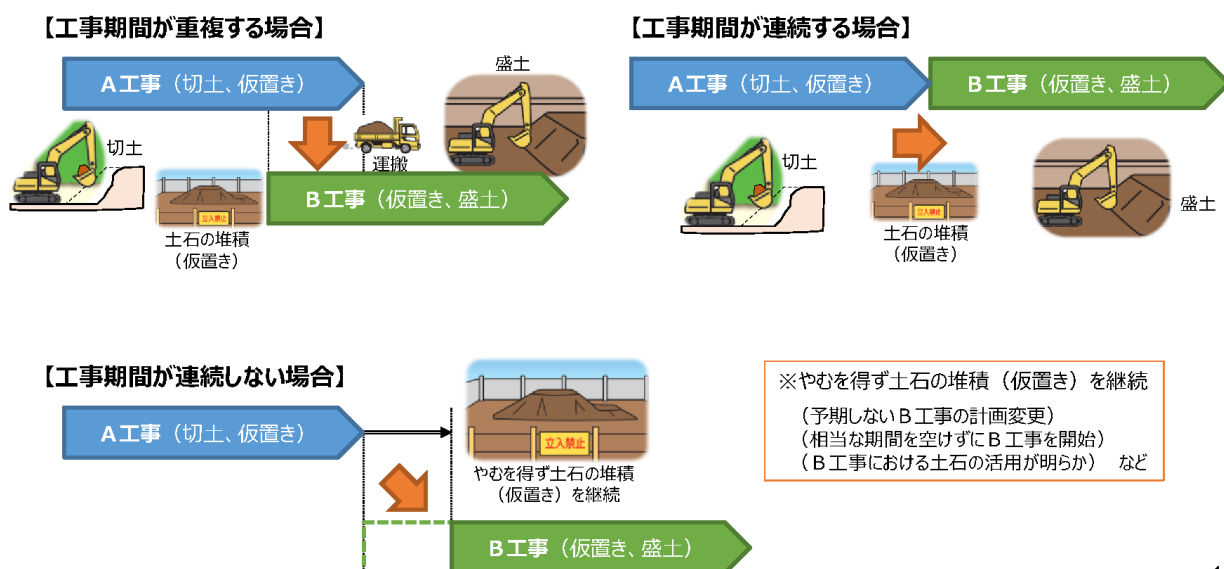 【工事期間が重複する場合】
A工事（切土、仮置き）
盛土
切土
運搬
B工事（仮置き、盛土）
立入禁止
土石の堆積
（仮置き）
【工事期間が連続する場合】
A工事（切土、仮置き）
B工事（仮置き、盛土）
切土
立入禁止
土石の堆積
（仮置き）
盛土
【工事期間が連続しない場合】
A工事（切土、仮置き）
立入禁止
やむを得ず土石の堆積
（仮置き）を継続
B工事（仮置き、盛土）
※やむを得ず土石の堆積（仮置き）を継続
（予期しないB工事の計画変更）
（相当な期間を空けずにB工事を開始）
（B工事における土石の活用が明らか）　など